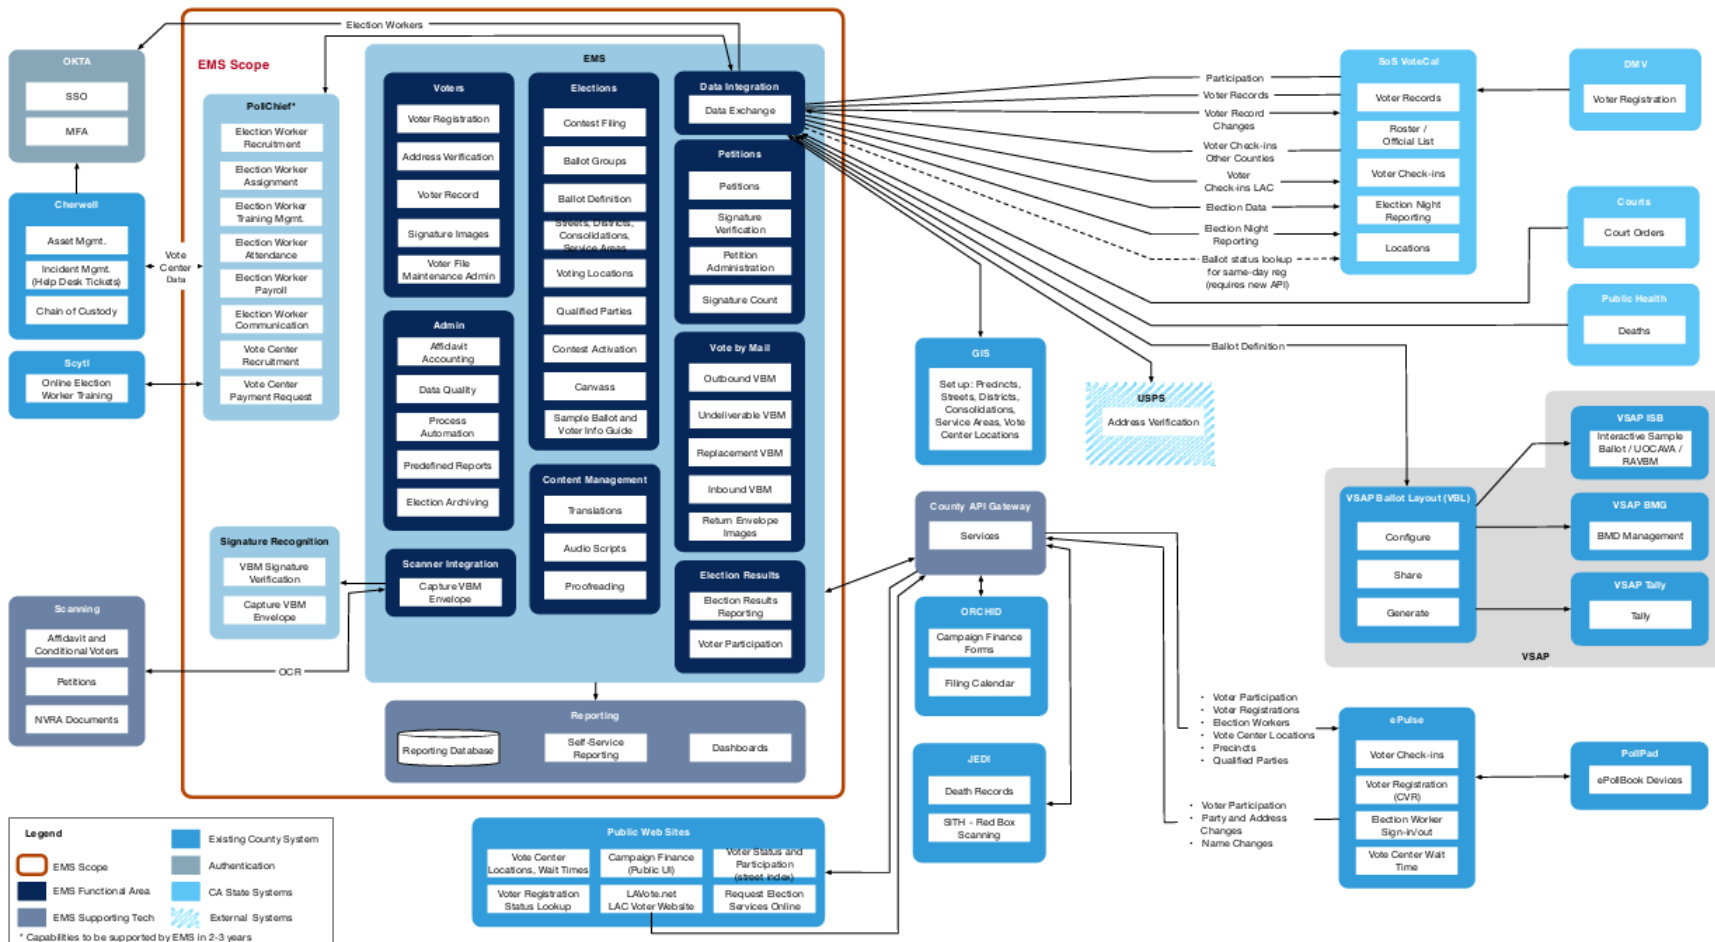 Election Workers
OKTA
SSO
MFA
Cherwell
Asset Mgmt.
Incident Mgmt.
(Help Desk Tickets)
Chain of Custody
Scytl
Online Election
Worker Training
Vote
Center
Data
EMS Scope
PollChief*
Election Worker
Recruitment
Election Worker
Assignment
Election Worker
Training Mgmt.
Election Worker
Attendance
Election Worker
Payroll
Election Worker
Communication
Vote Center
Recruitment
Vote Center
Payment Request
Signature Recognition
VBM Signature
Verification
Capture VBM
Envelope
Scanning
Affidavit and
Conditional Voters
Petitions
NVRA Documents
OCR
EMS
Voters
Voter Registration
Address Verification
Voter Record
Signature Images
Voter File
Maintenance Admin
Admin
Affidavit
Accounting
Data Quality
Process
Automation
Predefined Reports
Election Archiving
Scanner Integration
Capture VBM
Envelope
Elections
Contest Filing
Ballot Groups
Ballot Definition
Streets, Districts,
Consolidations,
Service Areas
Voting Locations
Qualified Parties
Contest Activation
Canvass
Sample Ballot and
Voter Info Guide
Content Management
Translations
Audio Scripts
Proofreading
Data Integration
Data Exchange
Petitions
Petitions
Signature
Verification
Petition
Administration
Signature Count
Vote by Mail
Outbound VBM
Undeliverable VBM
Replacement VBM
Inbound VBM
Return Envelope
Images
Election Results
Election Results
Reporting
Voter Participation
Reporting
Reporting Database
Self-Service
Reporting
Dashboards
Participation
Voter Records
Voter Record
Changes
Voter Check-ins
Other Counties
Voter
Check-ins LAC
Election Data
Election Night
Reporting
Ballot status lookup
for same-day reg
(requires new API)
Ballot Definition
SoS VoteCal
Voter Records
Roster /
Official List
Voter Check-ins
Election Night
Reporting
Locations
DMV
Voter Registration
Courts
Court Orders
Public Health
Deaths
GIS
Set up: Precincts,
Streets, Districts,
Consolidations,
Service Areas, Vote
Center Locations
USPS
Address Verification
County API Gateway
Services
ORCHID
Campaign Finance
Forms
Filing Calendar
JEDI
Death Records
SITH - Red Box
Scanning
VSAP Ballot Layout (VBL)
Configure
Share
Generate
VSAP ISB
Interactive Sample
Ballot / UOCAVA /
RAVBM
VSAP BMG
BMD Management
VSAP Tally
Tally
VSAP
• Voter Participation
• Voter Registrations
• Election Workers
• Vote Center Locations
• Precincts
• Qualified Parties
• Voter Participation
• Party and Address
Changes
• Name Changes
ePulse
Voter Check-ins
Voter Registration
(CVR)
Election Worker
Sign-in/out
Vote Center Wait
Time
PollPad
ePollBook Devices
Public Web Sites
Vote Center
Locations, Wait Times
Campaign Finance
(Public UI)
Voter Status and
Participation
(street index)
Voter Registration
Status Lookup
LAVote.net
LAC Voter Website
Request Election
Services Online
Legend
EMS Scope
EMS Functional Area
EMS Supporting Tech
Existing County System
Authentication
CA State Systems
External Systems
* Capabilities to be supported by EMS in 2-3 years